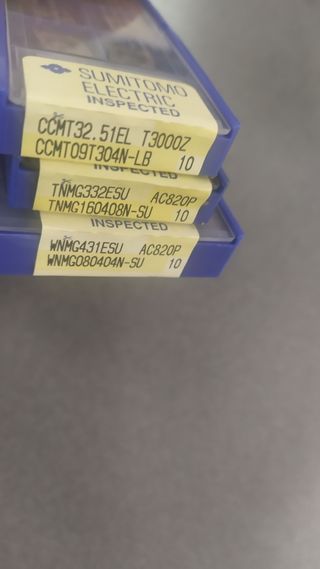 SUMITOMO
ELECTRIC
INSPECTED
CCMT32.51EL T3000Z
CCMT09T304N-LB 10
INSPECTED
TNMG332ESU AC820P
TNMG160408N-SU 10
INSPECTED
WNMG431ESU AC820P
WNMG080404N-SU 10